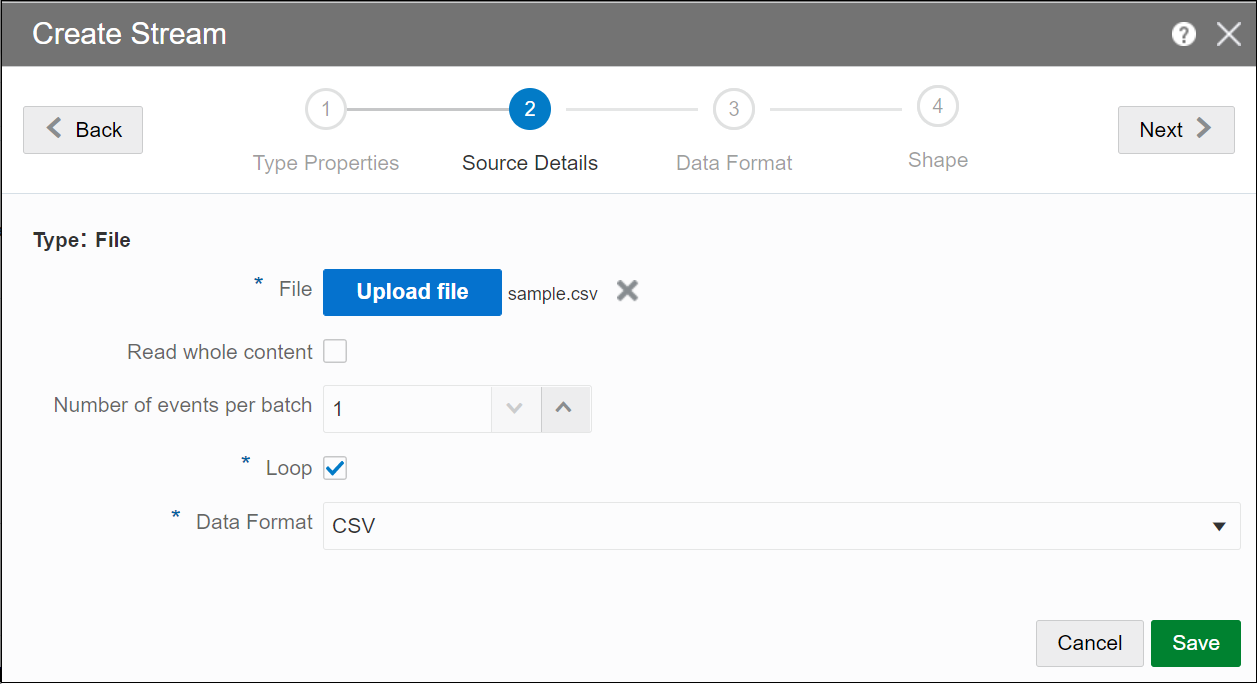 Create Stream ?
Back 1 2 3 4 Next
Type Properties Source Details Data Format Shape
Type: File
* File Upload file sample.csv
Read whole content
Number of events per batch 1
* Loop
* Data Format CSV
Cancel Save